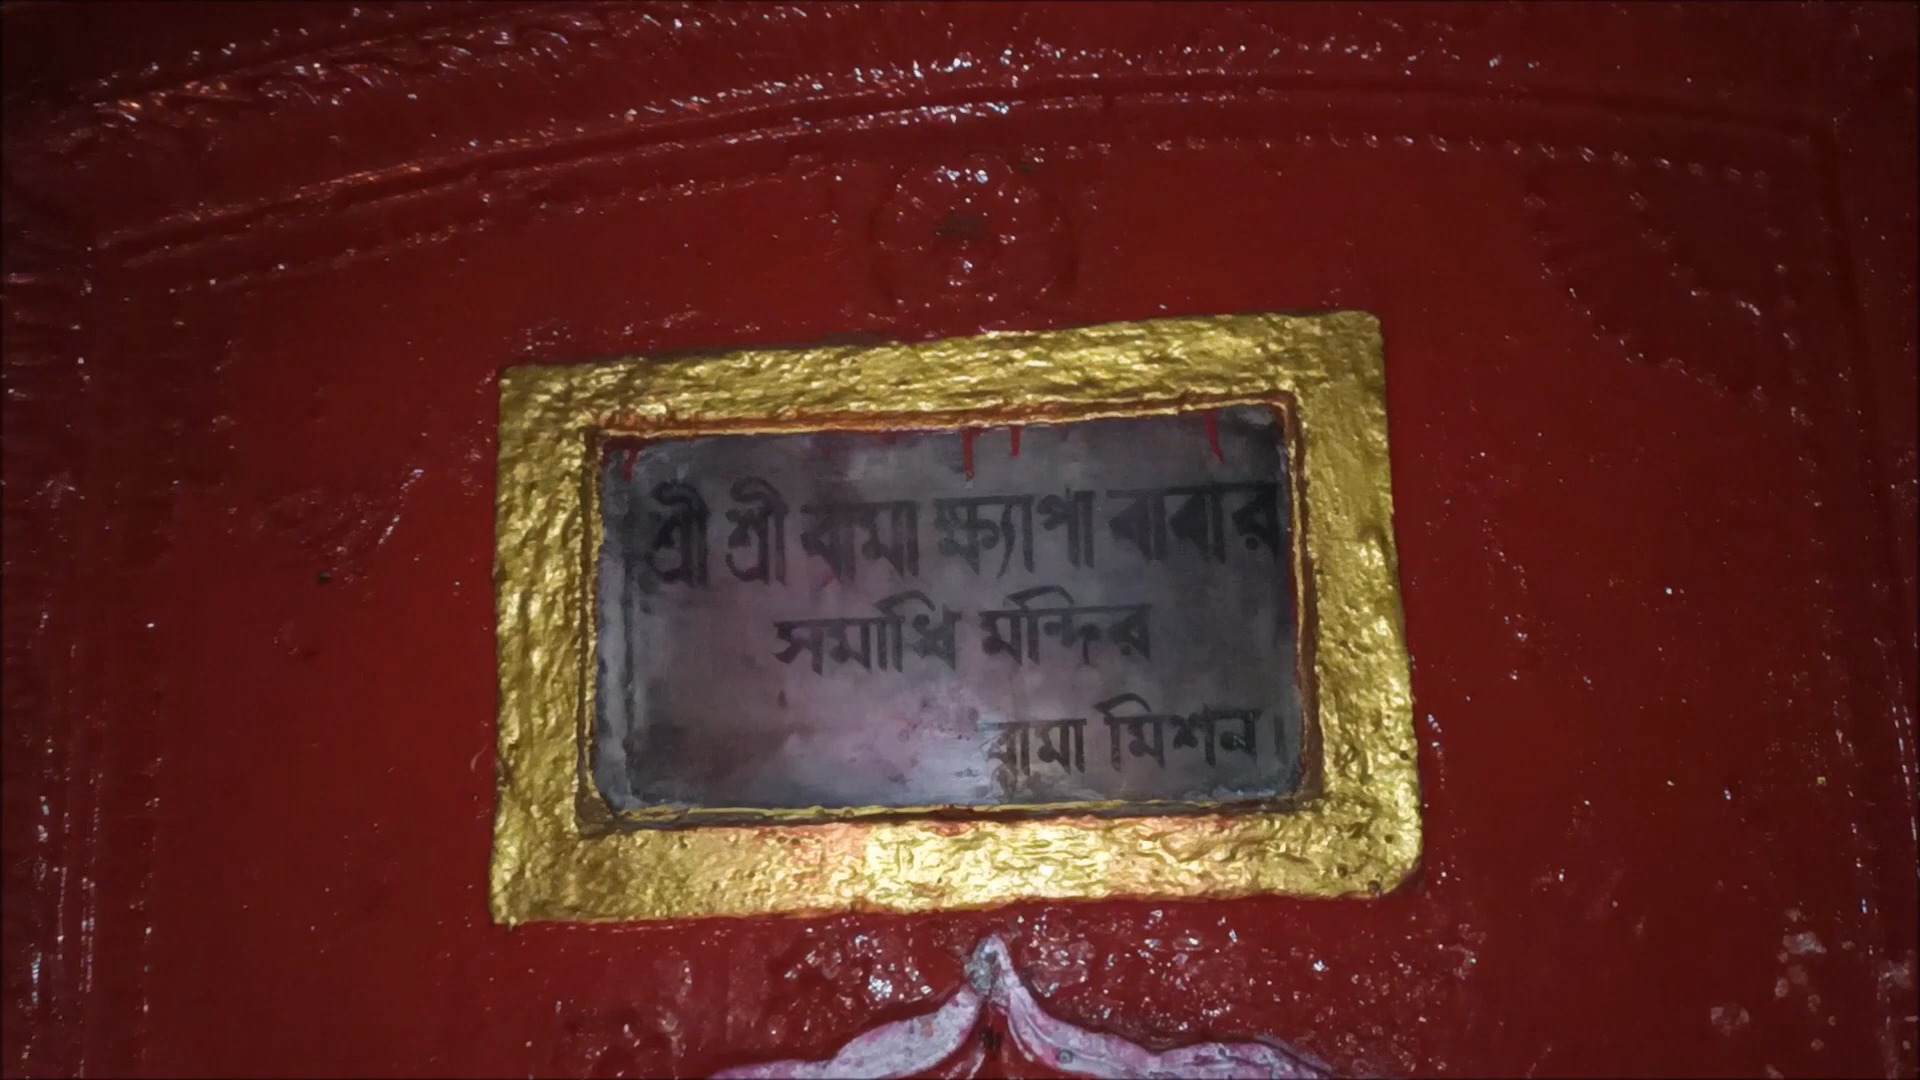 শ্রী শ্রী বামা ক্ষ্যাপা বাবার
সমাধি মন্দির
বামা মিশন।